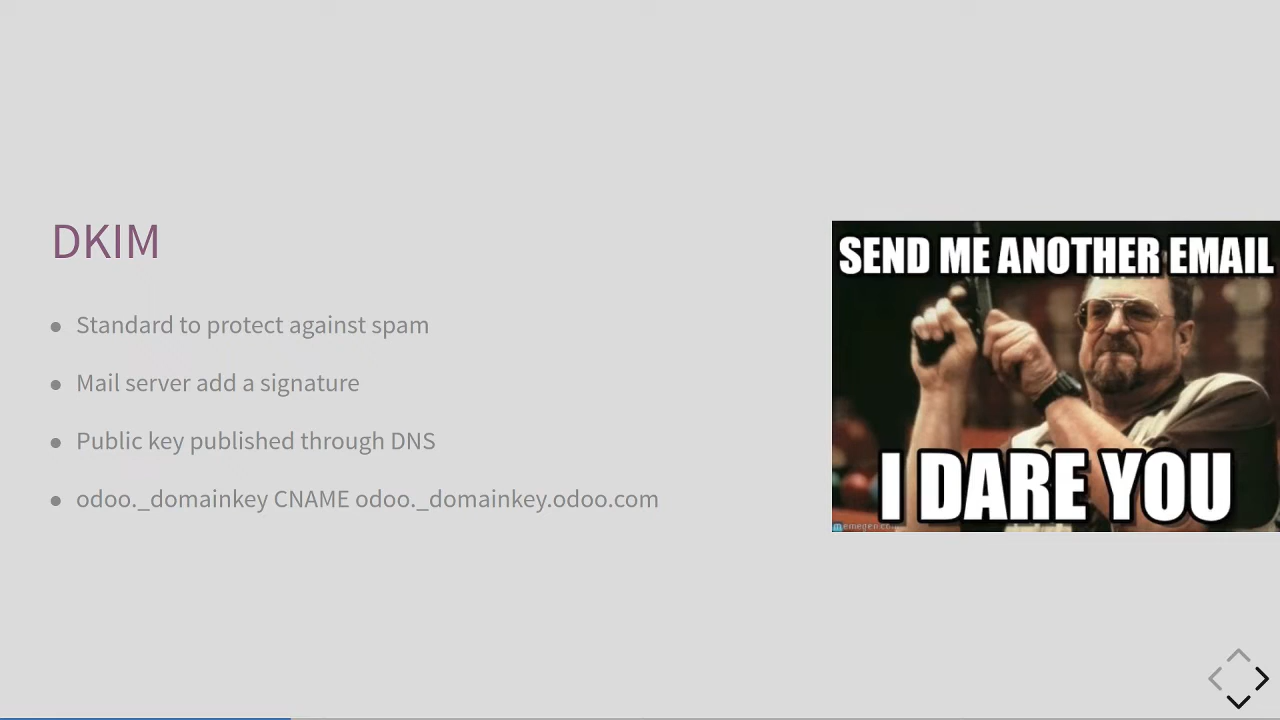 DKIM
Standard to protect against spam
Mail server add a signature
Public key published through DNS
odoo._domainkey CNAME odoo._domainkey.odoo.com
SEND ME ANOTHER EMAIL
I DARE YOU